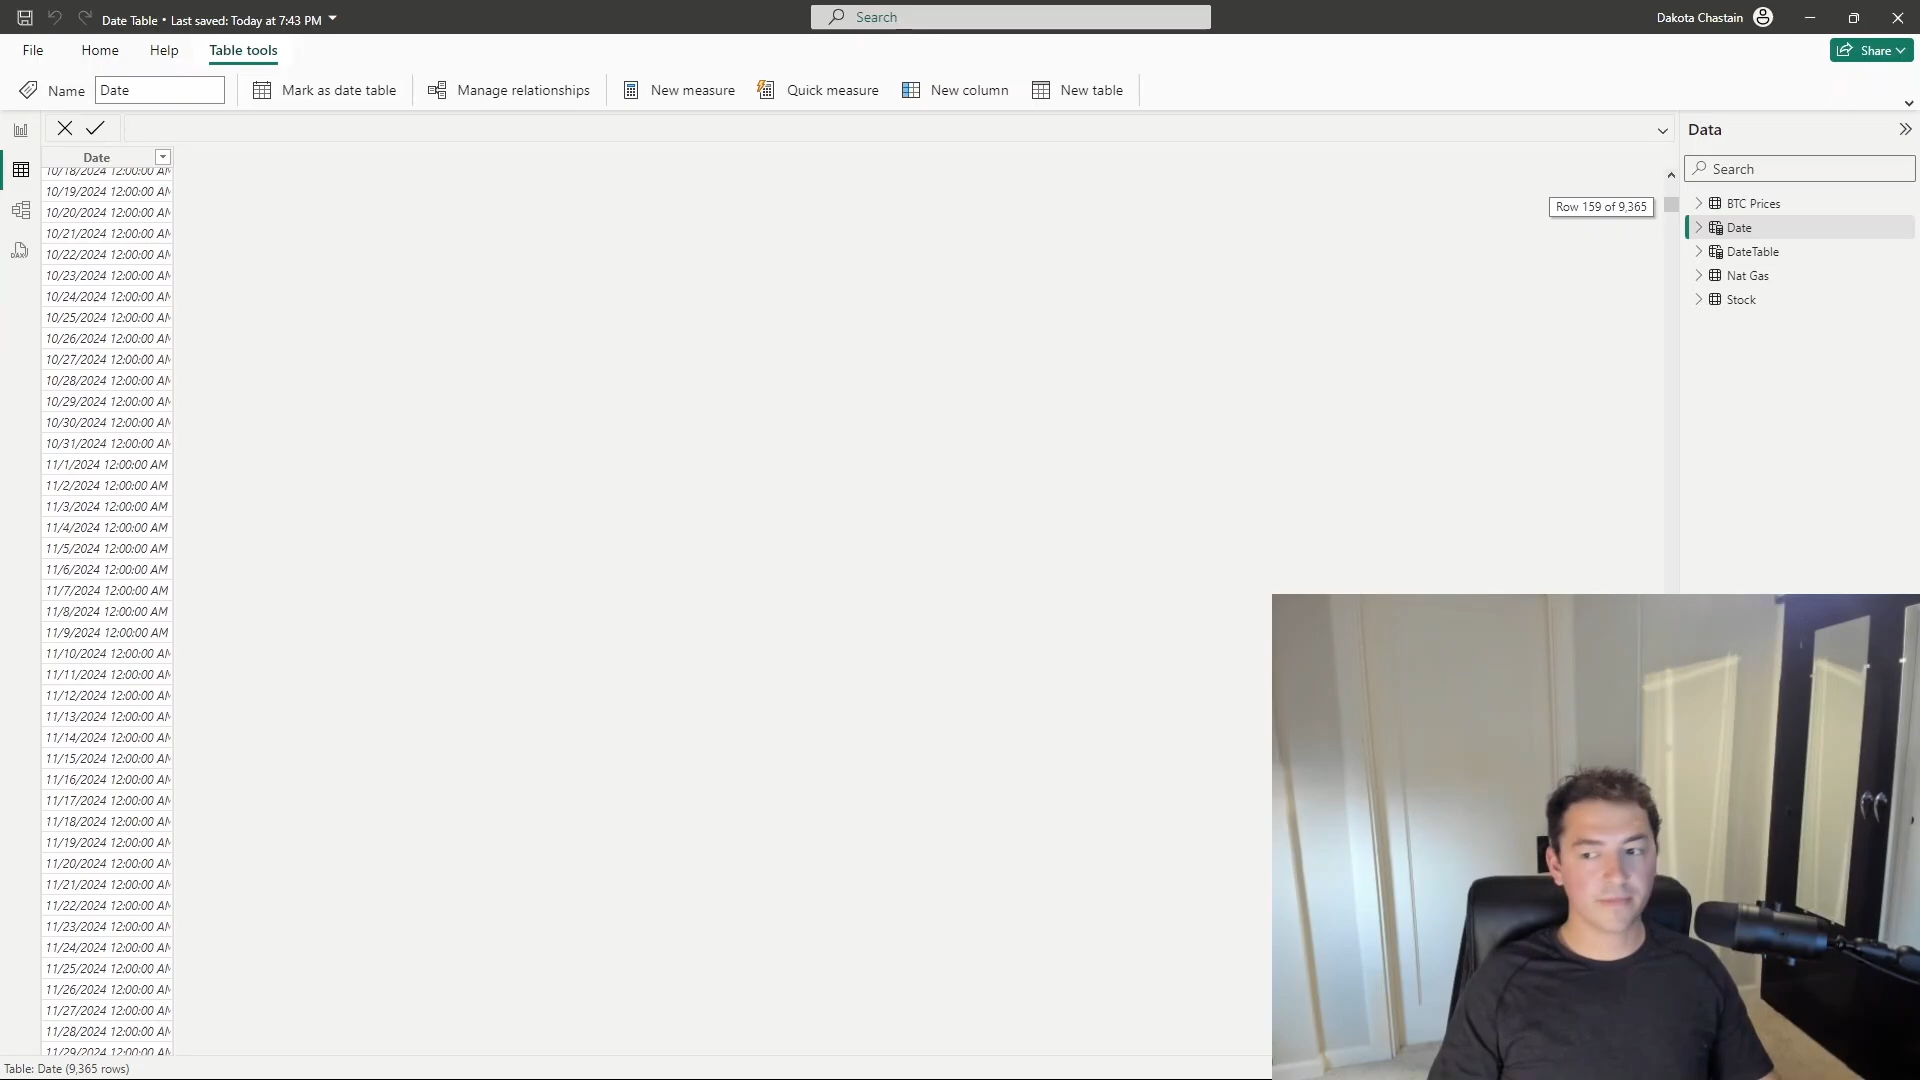 Date Table • Last saved: Today at 7:43 PM
Search
Dakota Chastain
File
Home
Help
Table tools
Share
Name
Date
Mark as date table
Manage relationships
New measure
Quick measure
New column
New table
Data
Search
BTC Prices
Date
DateTable
Nat Gas
Stock
DAX
Row 159 of 9,365
Date
10/18/2024 12:00:00 AM
10/19/2024 12:00:00 AM
10/20/2024 12:00:00 AM
10/21/2024 12:00:00 AM
10/22/2024 12:00:00 AM
10/23/2024 12:00:00 AM
10/24/2024 12:00:00 AM
10/25/2024 12:00:00 AM
10/26/2024 12:00:00 AM
10/27/2024 12:00:00 AM
10/28/2024 12:00:00 AM
10/29/2024 12:00:00 AM
10/30/2024 12:00:00 AM
10/31/2024 12:00:00 AM
11/1/2024 12:00:00 AM
11/2/2024 12:00:00 AM
11/3/2024 12:00:00 AM
11/4/2024 12:00:00 AM
11/5/2024 12:00:00 AM
11/6/2024 12:00:00 AM
11/7/2024 12:00:00 AM
11/8/2024 12:00:00 AM
11/9/2024 12:00:00 AM
11/10/2024 12:00:00 AM
11/11/2024 12:00:00 AM
11/12/2024 12:00:00 AM
11/13/2024 12:00:00 AM
11/14/2024 12:00:00 AM
11/15/2024 12:00:00 AM
11/16/2024 12:00:00 AM
11/17/2024 12:00:00 AM
11/18/2024 12:00:00 AM
11/19/2024 12:00:00 AM
11/20/2024 12:00:00 AM
11/21/2024 12:00:00 AM
11/22/2024 12:00:00 AM
11/23/2024 12:00:00 AM
11/24/2024 12:00:00 AM
11/25/2024 12:00:00 AM
11/26/2024 12:00:00 AM
11/27/2024 12:00:00 AM
11/28/2024 12:00:00 AM
11/29/2024 12:00:00 AM
Table: Date (9,365 rows)